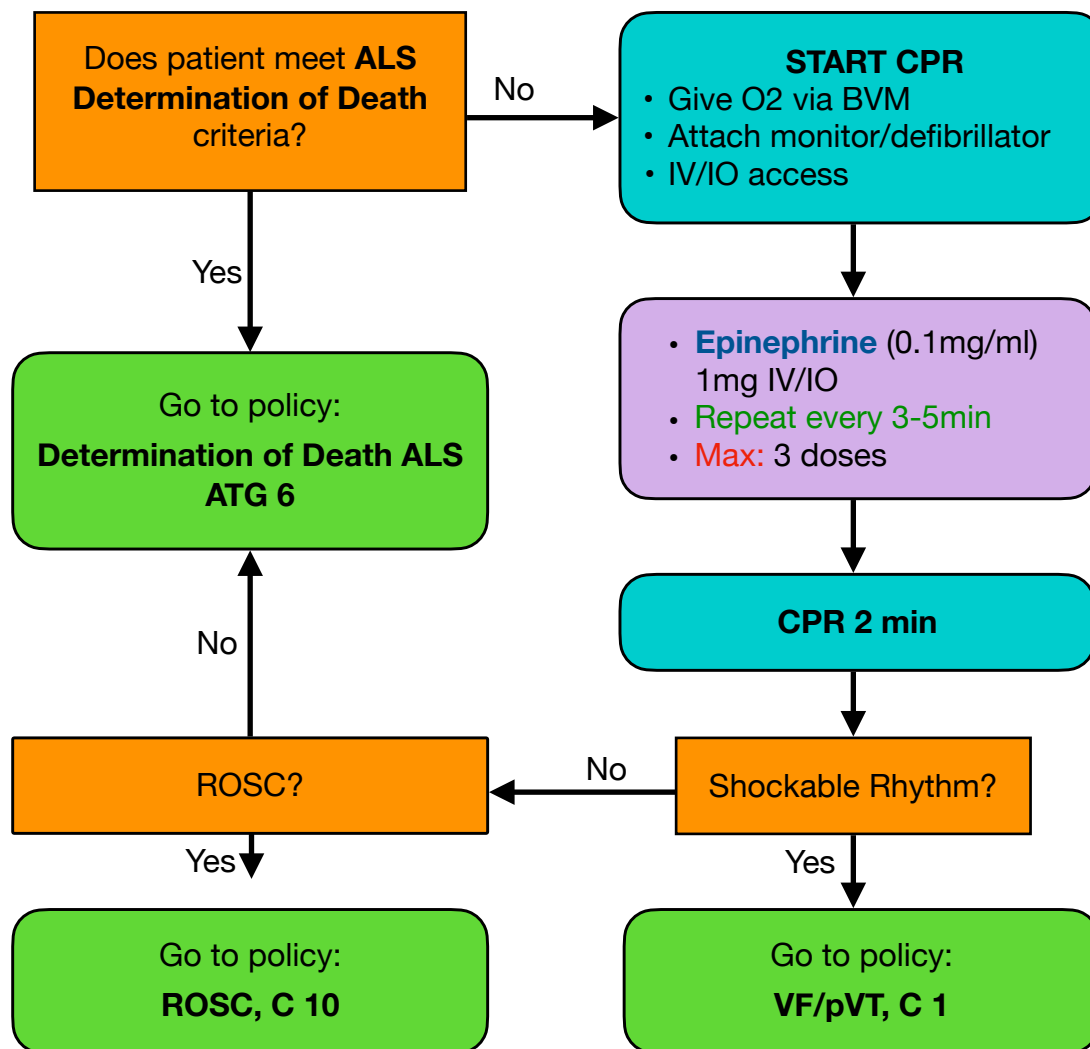 Does patient meet ALS
Determination of Death
criteria?
No
START CPR
• Give O2 via BVM
• Attach monitor/defibrillator
• IV/IO access
Yes
• Epinephrine (0.1mg/ml)
1mg IV/IO
• Repeat every 3-5min
• Max: 3 doses
Go to policy:
Determination of Death ALS
ATG 6
CPR 2 min
No
ROSC?
No
Shockable Rhythm?
Yes
Yes
Go to policy:
ROSC, C 10
Go to policy:
VF/pVT, C 1